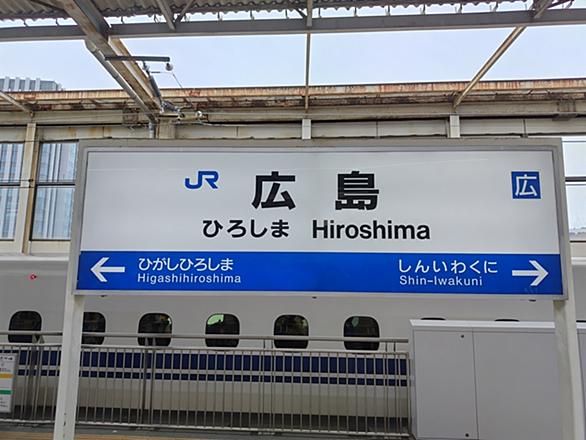 JR 広島 広
ひろしま Hiroshima
ひがしひろしま
Higashihiroshima
しんいわくに
Shin-Iwakuni